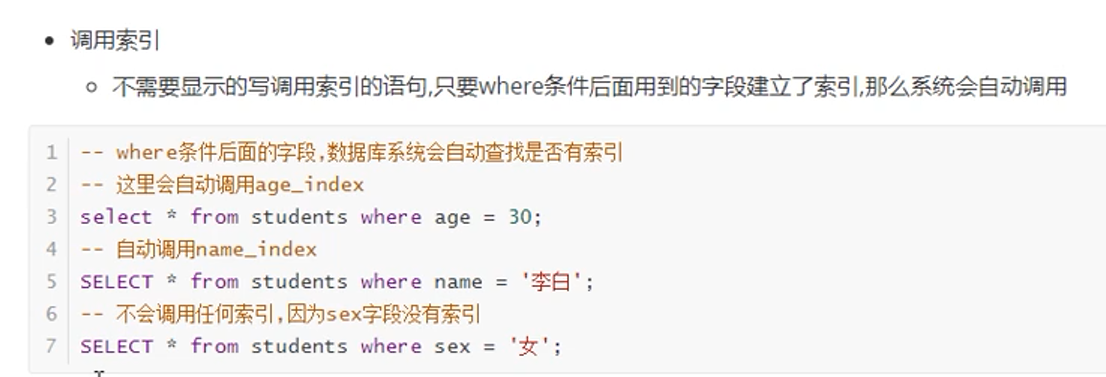 调用索引
不需要显示的写调用索引的语句,只要where条件后面用到的字段建立了索引,那么系统会自动调用
1 -- where条件后面的字段,数据库系统会自动查找是否有索引
2 -- 这里会自动调用age_index
3 select * from students where age = 30;
4 -- 自动调用name_index
5 SELECT * from students where name = '李白';
6 -- 不会调用任何索引,因为sex字段没有索引
7 SELECT * from students where sex = '女';